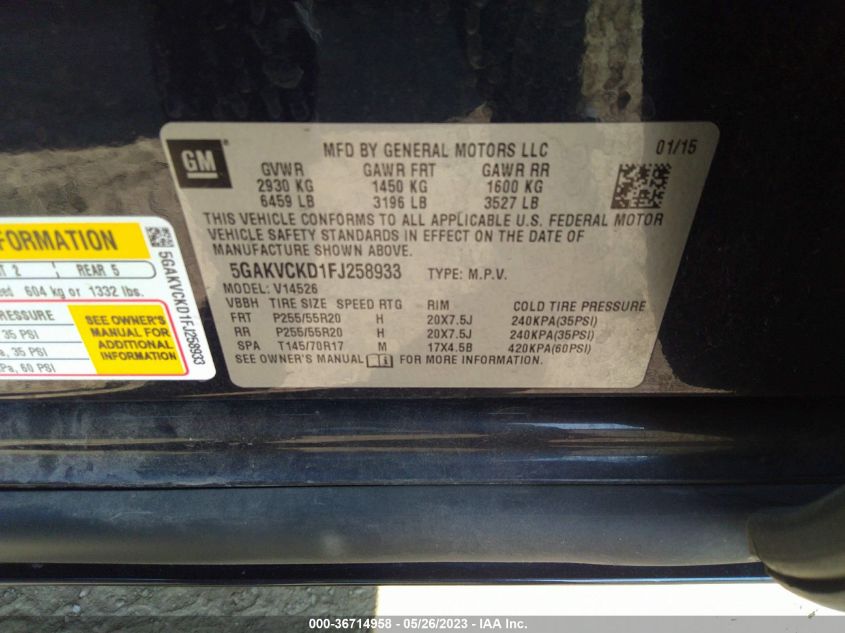 GM
MFD BY GENERAL MOTORS LLC 01/15
GVWR GAWR FRT GAWR RR
2930 KG 1450 KG 1600 KG
6459 LB 3196 LB 3527 LB
THIS VEHICLE CONFORMS TO ALL APPLICABLE U.S. FEDERAL MOTOR
VEHICLE SAFETY STANDARDS IN EFFECT ON THE DATE OF
MANUFACTURE SHOWN ABOVE.
5GAKVCKD1FJ258933 TYPE: M.P.V.
MODEL: V14526
VBBH TIRE SIZE SPEED RTG RIM COLD TIRE PRESSURE
FRT P255/55R20 H 20X7.5J 240KPA(35PSI)
RR P255/55R20 H 20X7.5J 240KPA(35PSI)
SPA T145/70R17 M 17X4.5B 420KPA(60PSI)
SEE OWNER'S MANUAL FOR MORE INFORMATION.
FORMATION
2 REAR 5
604 kg or 1332 lbs.
PRESSURE
35 PSI
, 35 PSI
Pa, 60 PSI
SEE OWNER'S
MANUAL FOR
ADDITIONAL
INFORMATION
5GAKVCKD1FJ258933
000-36714958 - 05/26/2023 - IAA Inc.